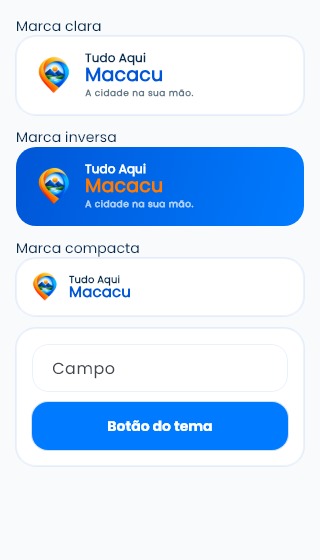 Marca clara
Tudo Aqui
Macacu
A cidade na sua mão.
Marca inversa
Tudo Aqui
Macacu
A cidade na sua mão.
Marca compacta
Tudo Aqui
Macacu
Campo
Botão do tema